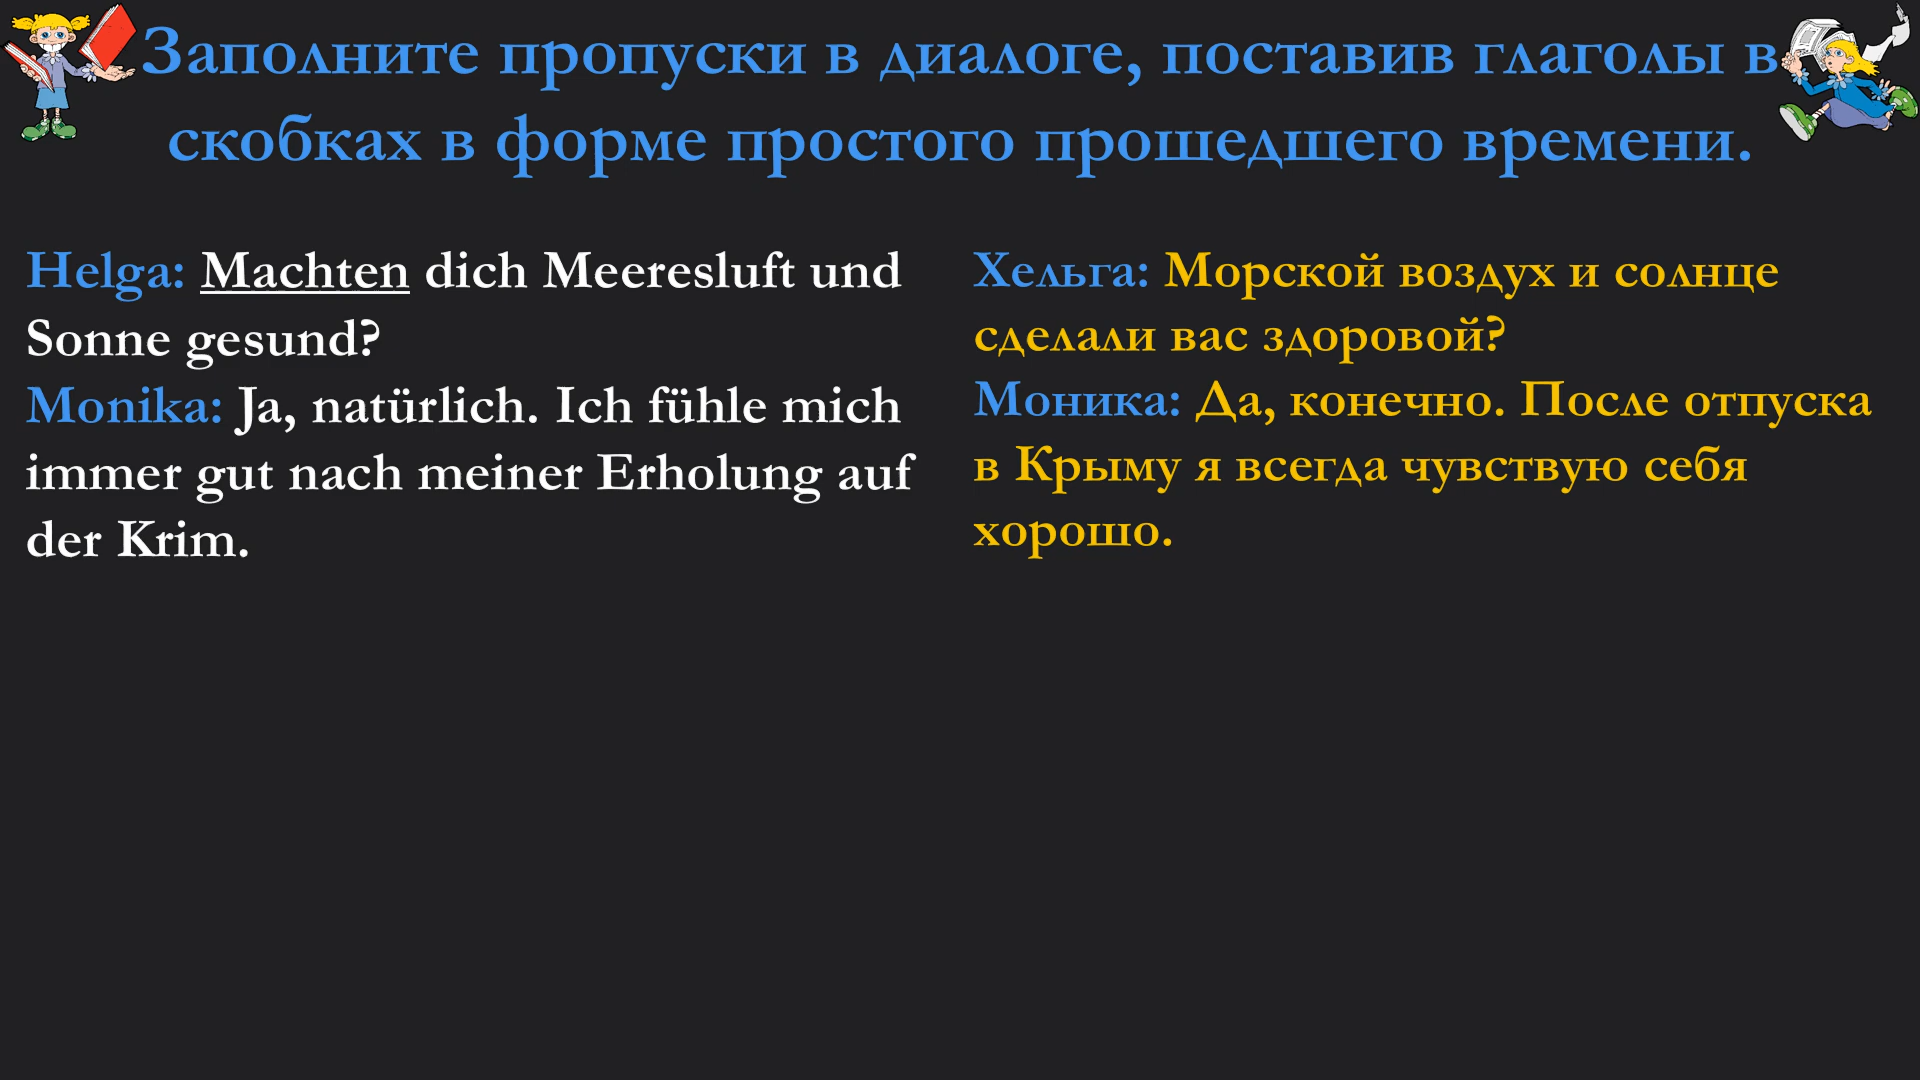 Заполните пропуски в диалоге, поставив глаголы в
скобках в форме простого прошедшего времени.
Helga: Machten dich Meeresluft und
Sonne gesund?
Monika: Ja, natürlich. Ich fühle mich
immer gut nach meiner Erholung auf
der Krim.
Хельга: Морской воздух и солнце
сделали вас здоровой?
Моника: Да, конечно. После отпуска
в Крыму я всегда чувствую себя
хорошо.